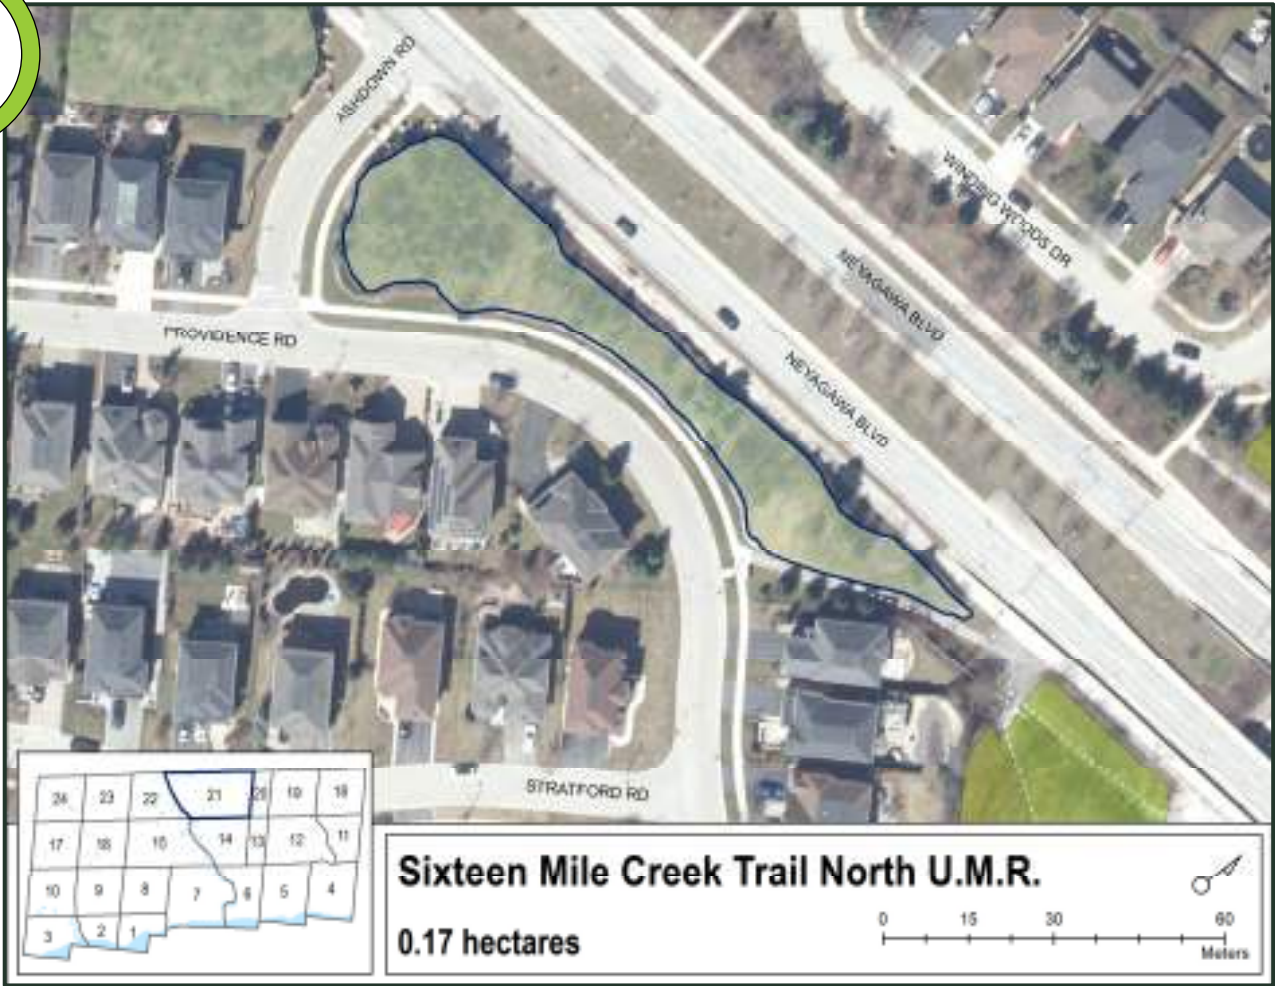 ASHDOWN RD
WINDING WOODS DR
NEYAGAWA BLVD
NEYAGAWA BLVD
PROVIDENCE RD
STRATFORD RD
24 23 22 21 20 19 18
17 16 15 14 13 12 11
10 9 8 7 6 5 4
3 2 1
Sixteen Mile Creek Trail North U.M.R.
0.17 hectares
0 15 30 60
Meters